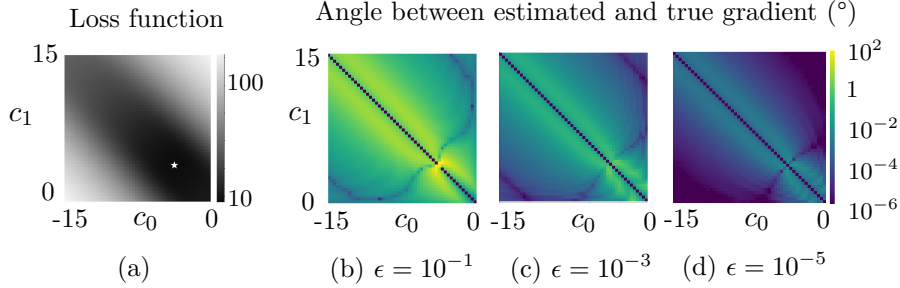 Loss function
Angle between estimated and true gradient (°)
15
c₁
0
-15
c₀
0
100
10
(a)
15
c₁
0
-15
c₀
0
(b) ϵ = 10⁻¹
-15
c₀
0
(c) ϵ = 10⁻³
-15
c₀
0
(d) ϵ = 10⁻⁵
10²
1
10⁻²
10⁻⁴
10⁻⁶